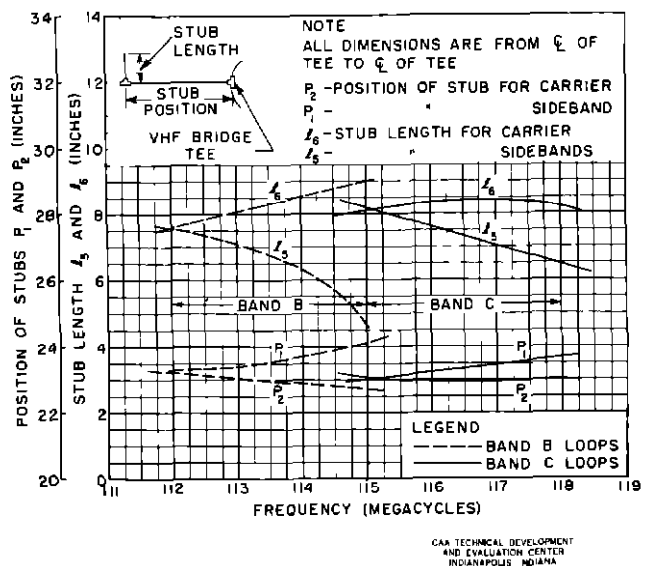 POSITION OF STUBS P₁ AND P₂ (INCHES)
34
32
30
28
26
24
22
20
STUB LENGTH ℓ₅ AND ℓ₆ (INCHES)
14
12
10
8
6
4
2
0
STUB LENGTH
STUB POSITION
VHF BRIDGE TEE
NOTE
ALL DIMENSIONS ARE FROM ℄ OF
TEE TO ℄ OF TEE
P₂ -POSITION OF STUB FOR CARRIER
P₁ - " SIDEBAND
ℓ₆ -STUB LENGTH FOR CARRIER
ℓ₅ - " SIDEBANDS
ℓ₆
ℓ₆
ℓ₅
ℓ₅
BAND B
BAND C
P₁
P₁
P₂
P₂
LEGEND
BAND B LOOPS
BAND C LOOPS
111 112 113 114 115 116 117 118 119
FREQUENCY (MEGACYCLES)
CAA TECHNICAL DEVELOPMENT
AND EVALUATION CENTER
INDIANAPOLIS INDIANA